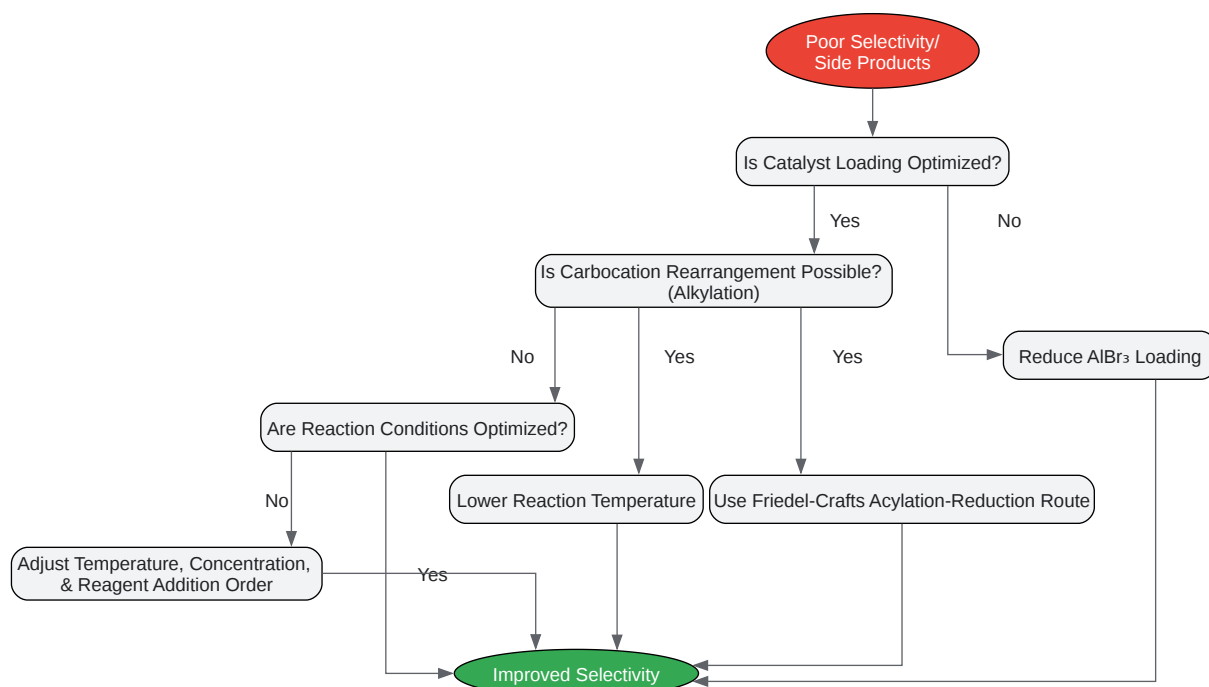 Poor Selectivity/
Side Products
Is Catalyst Loading Optimized?
Yes
No
Is Carbocation Rearrangement Possible?
(Alkylation)
No
Yes
Yes
Reduce AlBr₃ Loading
Are Reaction Conditions Optimized?
No
Lower Reaction Temperature
Use Friedel-Crafts Acylation-Reduction Route
Adjust Temperature, Concentration,
& Reagent Addition Order
Yes
Improved Selectivity